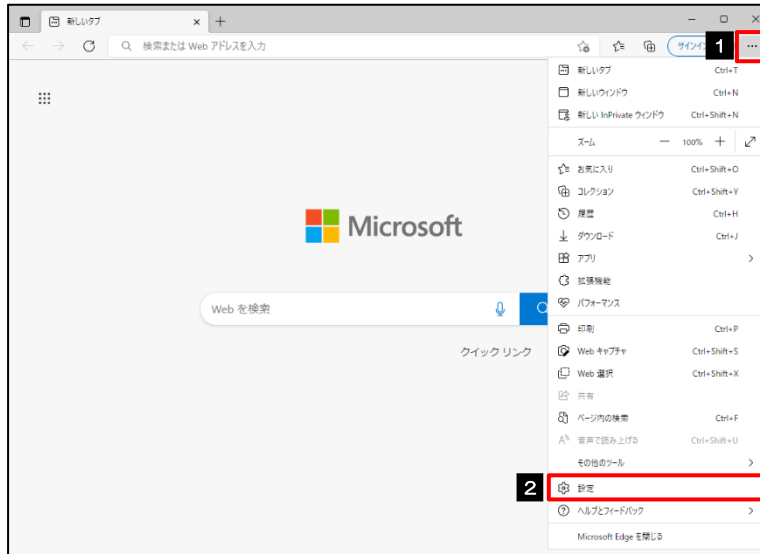 新しいタブ
検索または Web アドレスを入力
1
新しいタブ Ctrl+T
新しいウィンドウ Ctrl+N
新しい InPrivate ウィンドウ Ctrl+Shift+N
ズーム 100%
お気に入り Ctrl+Shift+O
コレクション Ctrl+Shift+Y
履歴 Ctrl+H
ダウンロード Ctrl+J
アプリ
拡張機能
パフォーマンス
印刷 Ctrl+P
Web キャプチャ Ctrl+Shift+S
Web 選択 Ctrl+Shift+X
共有
ページ内の検索 Ctrl+F
音声で読み上げる Ctrl+Shift+U
その他のツール
2 設定
ヘルプとフィードバック
Microsoft Edge を閉じる
Microsoft
Web を検索
クイック リンク